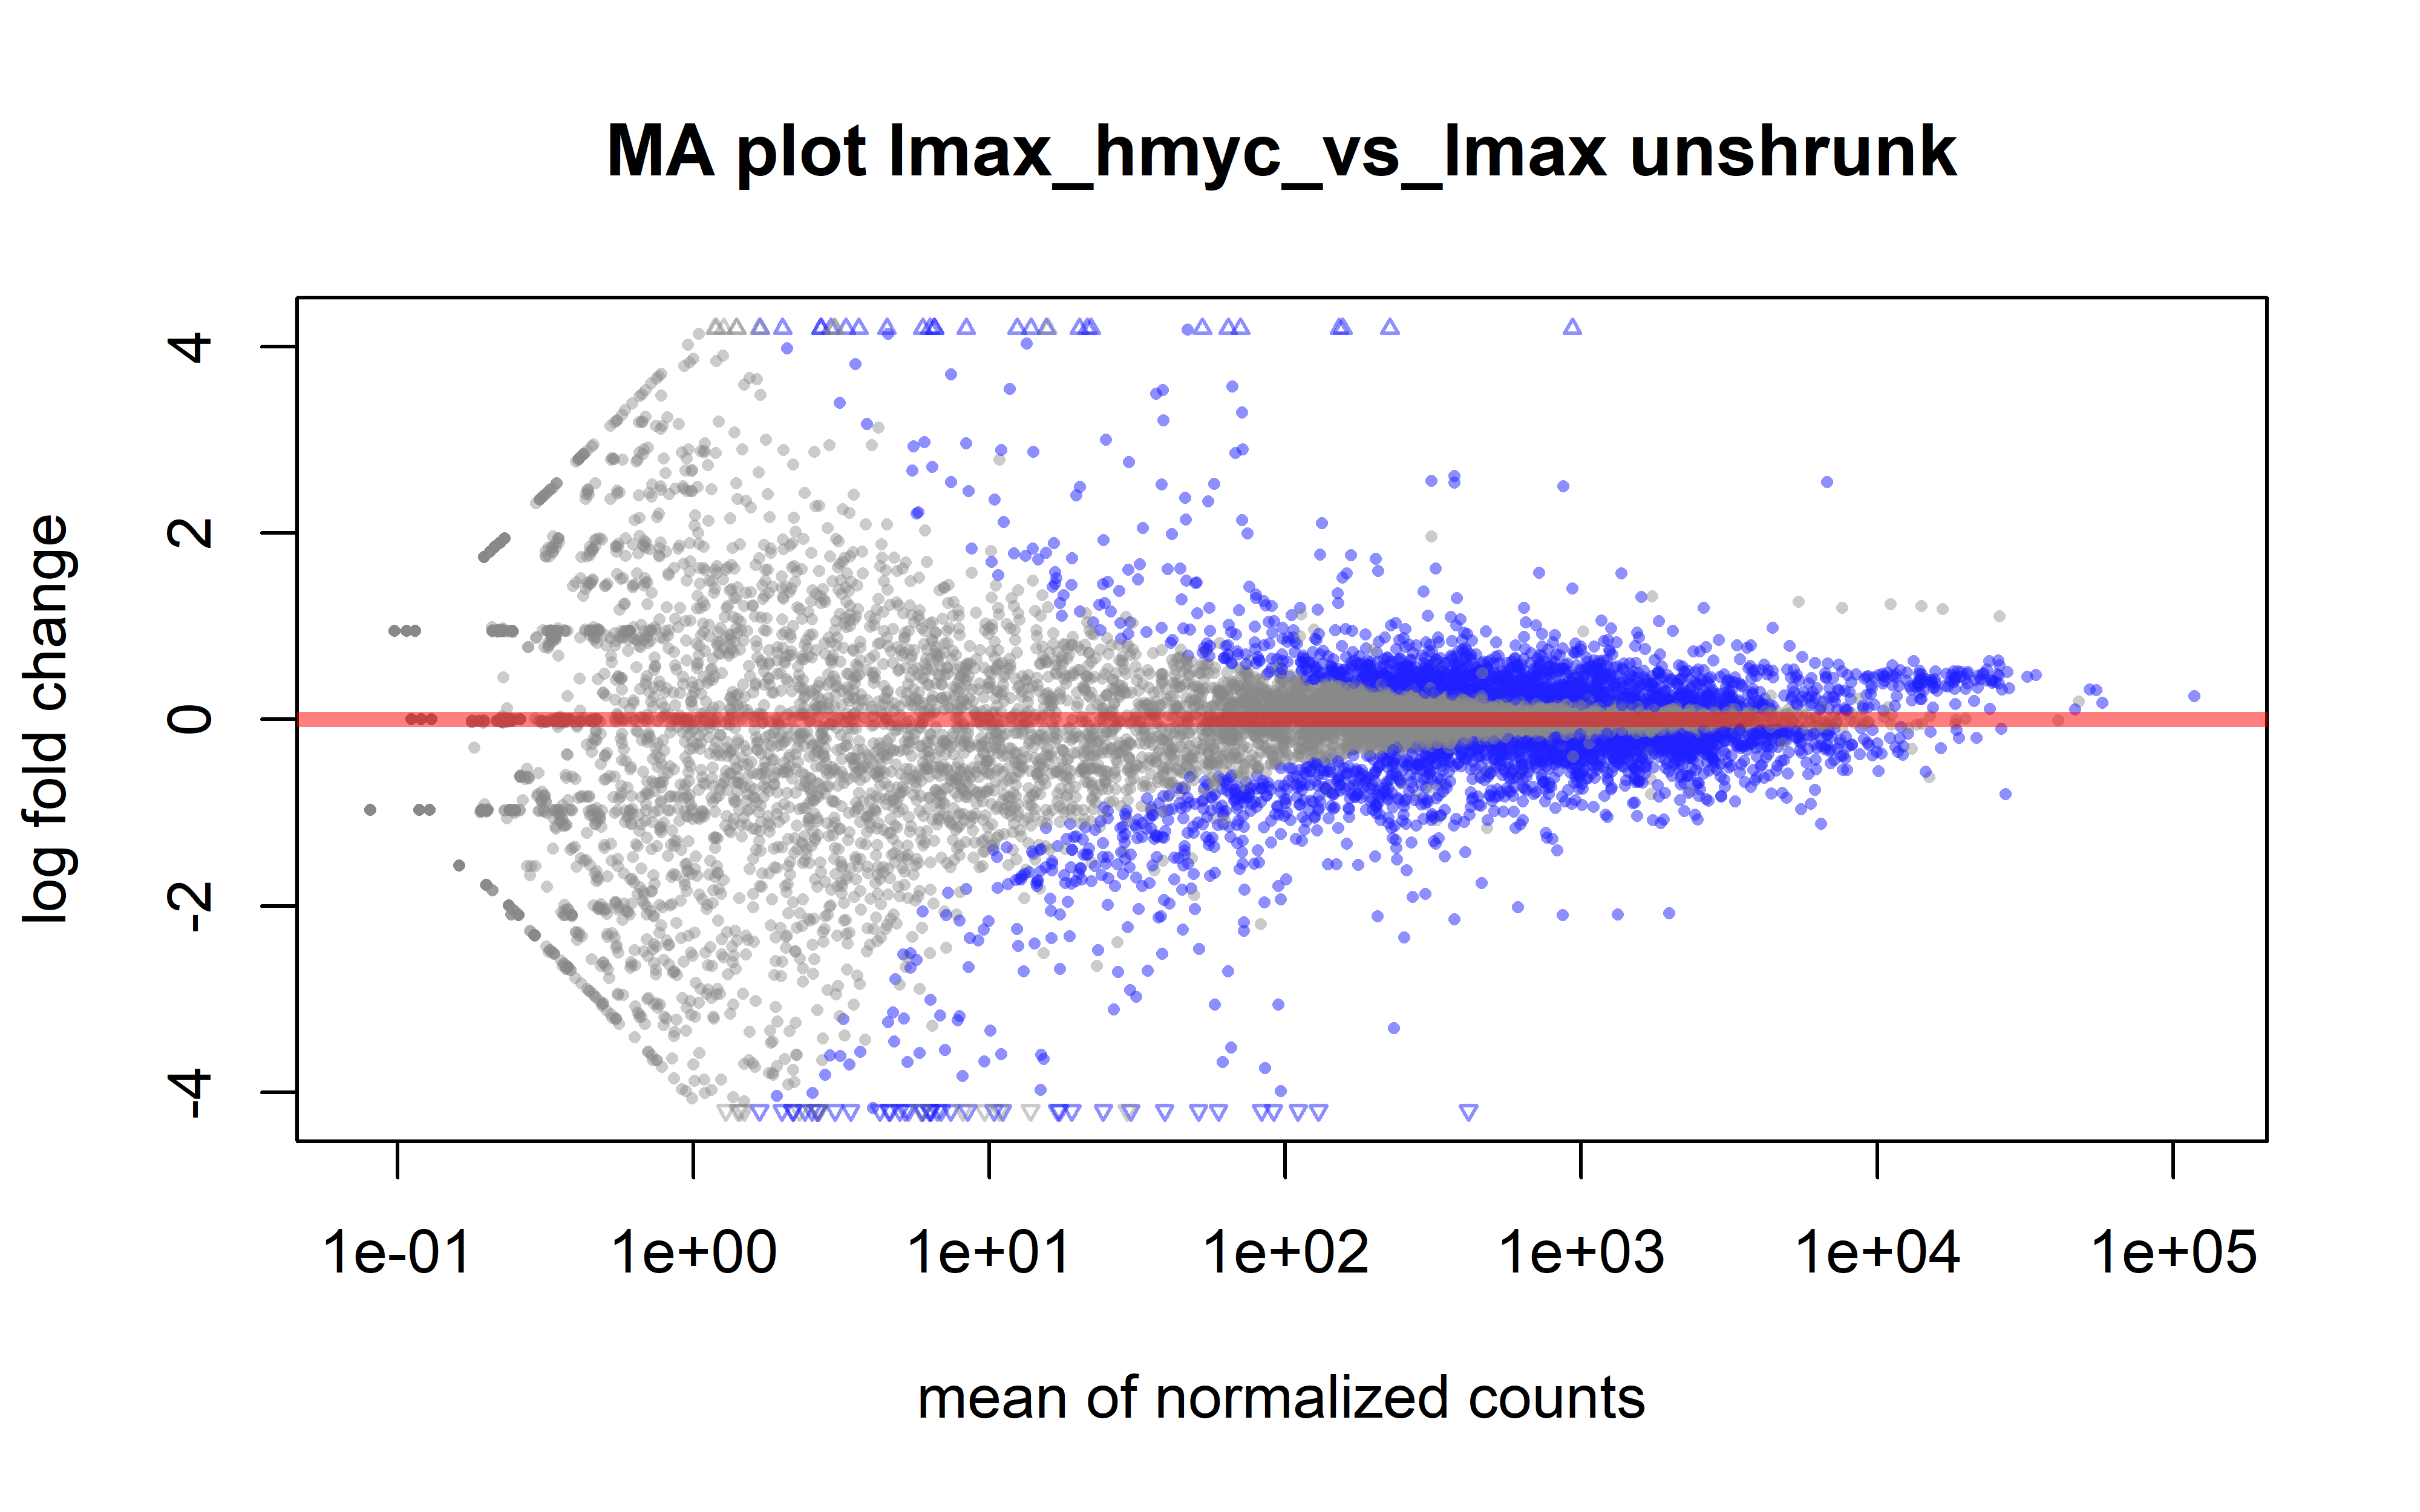 MA plot lmax_hmyc_vs_lmax unshrunk
log fold change
4
2
0
-2
-4
1e-01 1e+00 1e+01 1e+02 1e+03 1e+04 1e+05
mean of normalized counts